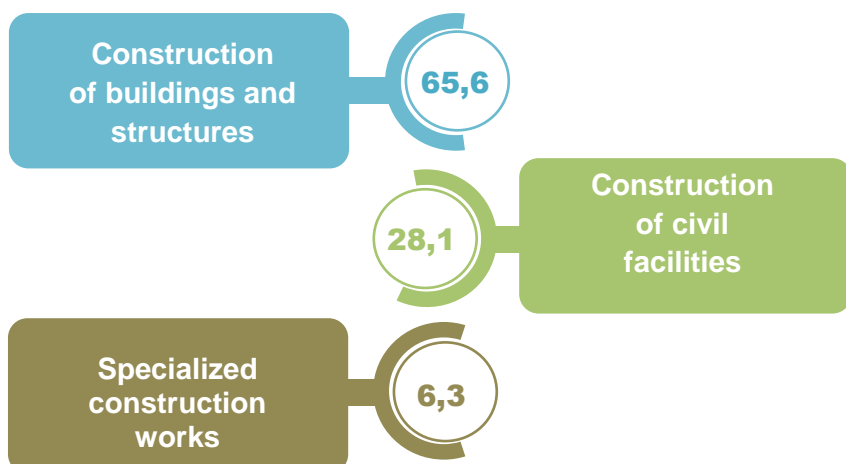 Construction
of buildings and
structures
65,6
Construction
of civil
facilities
28,1
Specialized
construction
works
6,3